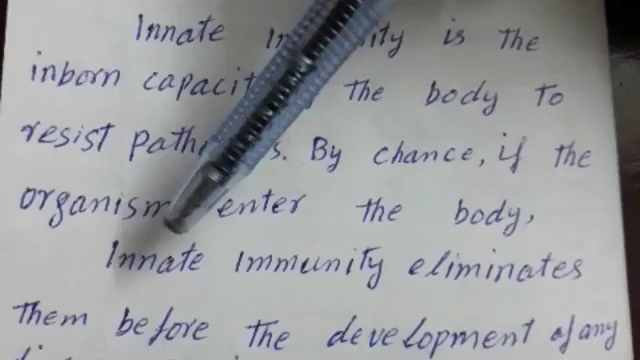 Innate is the
inborn the body to
resist By chance, if the
enter the body,
Innate Immunity eliminates
them before the development of any